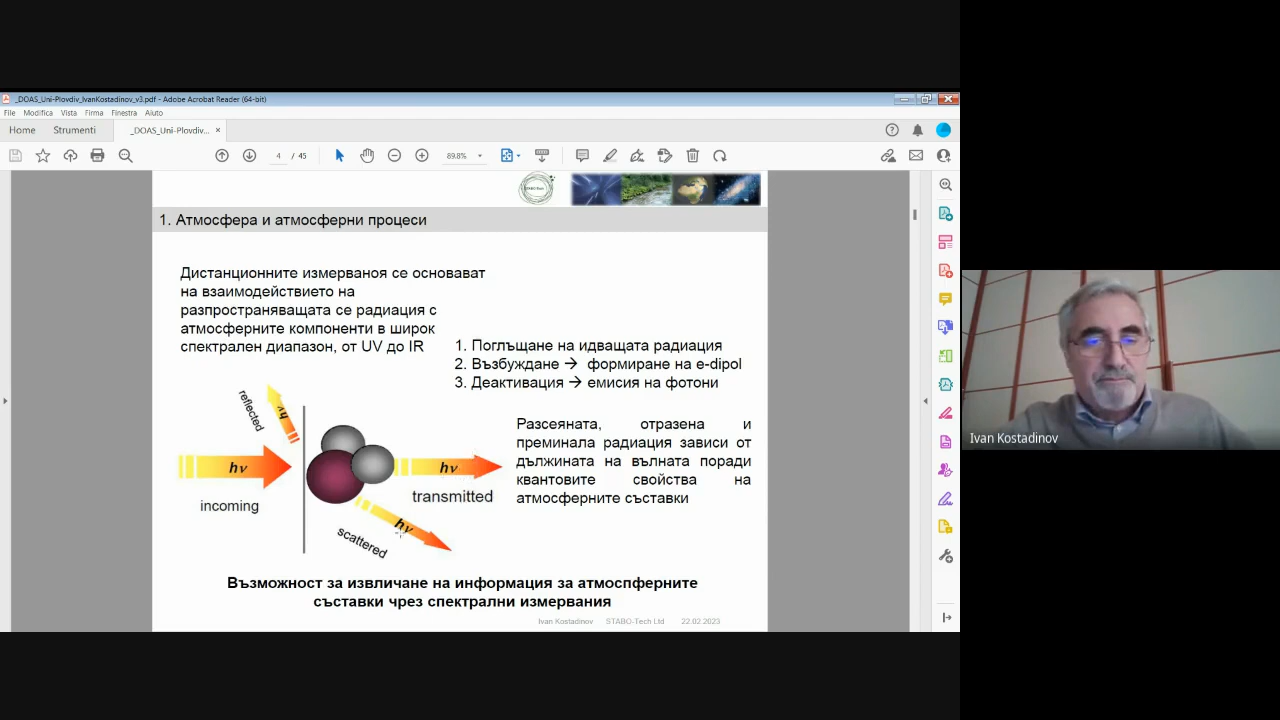 _DOAS_Uni-Plovdiv_IvanKostadinov_v3.pdf - Adobe Acrobat Reader (64-bit)
File Modifica Vista Firma Finestra Aiuto
Home Strumenti _DOAS_Uni-Plovdiv... ×
4 / 45 89.8%
1. Атмосфера и атмосферни процеси
Дистанционните измерваноя се основават
на взаимодействието на
разпространяващата се радиация с
атмосферните компоненти в широк
спектрален диапазон, от UV до IR
1. Поглъщане на идващата радиация
2. Възбуждане → формиране на e-dipol
3. Деактивация → емисия на фотони
reflected
hν
hν
incoming
hν
transmitted
hν
scattered
Разсеяната, отразена и
преминала радиация зависи от
дължината на вълната поради
квантовите свойства на
атмосферните съставки
Възможност за извличане на информация за атмоспферните
съставки чрез спектрални измервания
Ivan Kostadinov STABO-Tech Ltd 22.02.2023
Ivan Kostadinov